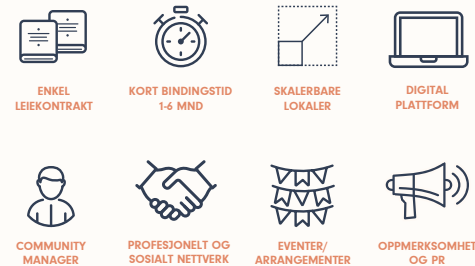 ENKEL
LEIEKONTRAKT
KORT BINDINGSTID
1-6 MND
SKALERBARE
LOKALER
DIGITAL
PLATTFORM
COMMUNITY
MANAGER
PROFESJONELT OG
SOSIALT NETTVERK
EVENTER/
ARRANGEMENTER
OPPMERKSOMHET
OG PR